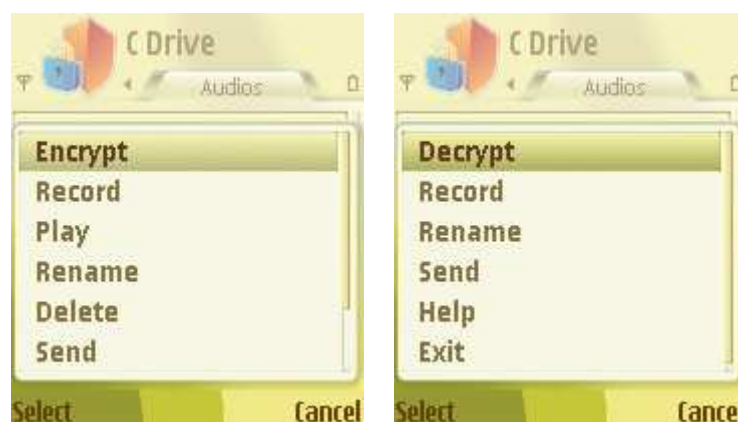 C Drive
Audios
Encrypt
Record
Play
Rename
Delete
Send
Select Cancel
C Drive
Audios
Decrypt
Record
Rename
Send
Help
Exit
Select Cance